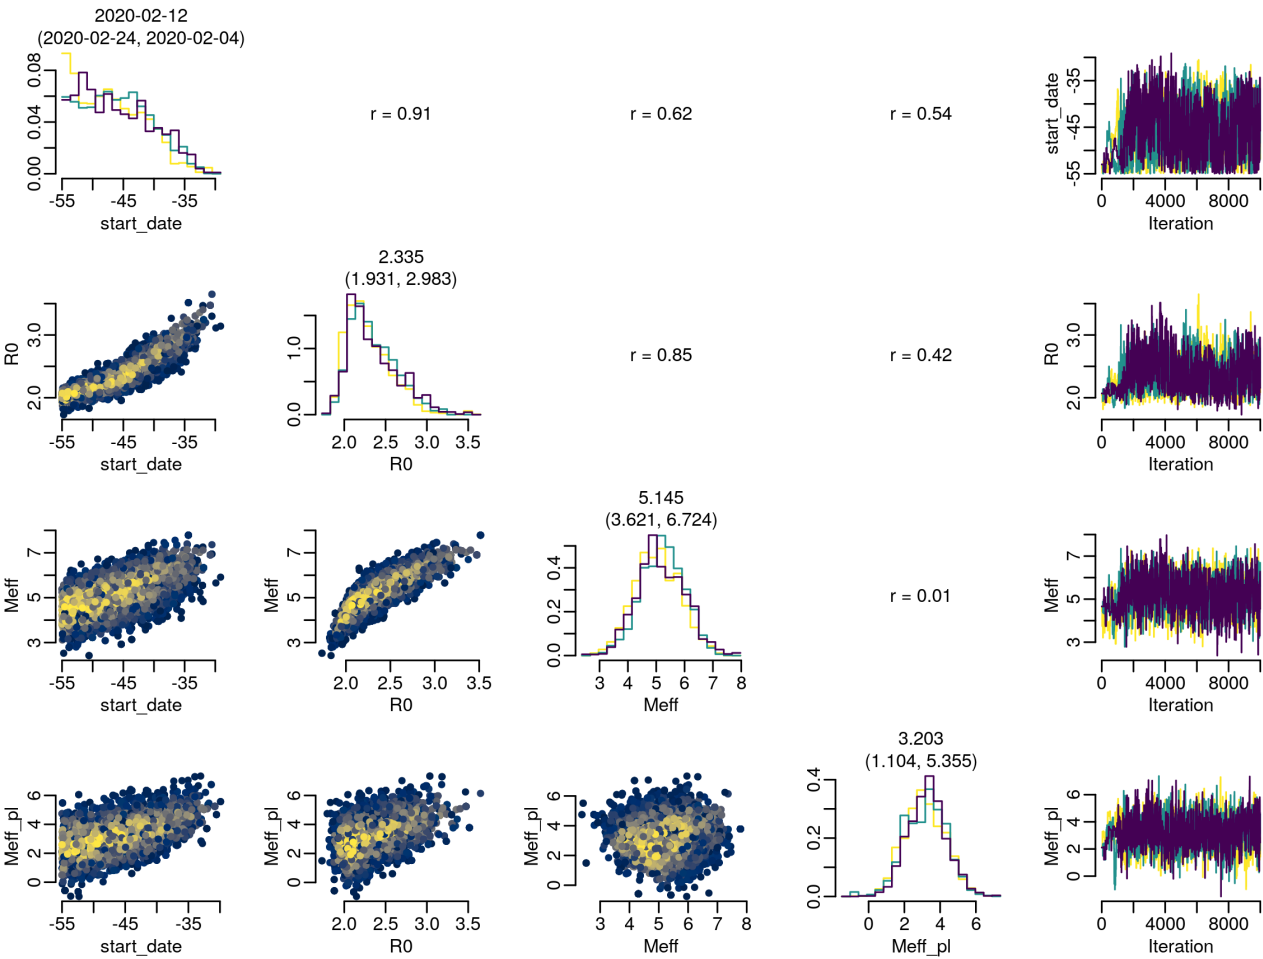 2020-02-12
(2020-02-24, 2020-02-04)
0.00 0.04 0.08
-55 -45 -35
start_date
r = 0.91
r = 0.62
r = 0.54
start_date
-55 -45 -35
0 4000 8000
Iteration
R0
2.0 3.0
-55 -45 -35
start_date
2.335
(1.931, 2.983)
0.0 1.0
2.0 2.5 3.0 3.5
R0
r = 0.85
r = 0.42
R0
2.0 3.0
0 4000 8000
Iteration
Meff
3 5 7
-55 -45 -35
start_date
Meff
3 5 7
2.0 2.5 3.0 3.5
R0
5.145
(3.621, 6.724)
0.0 0.2 0.4
3 4 5 6 7 8
Meff
r = 0.01
Meff
3 5 7
0 4000 8000
Iteration
Meff_pl
0 2 4 6
-55 -45 -35
start_date
Meff_pl
0 2 4 6
2.0 2.5 3.0 3.5
R0
Meff_pl
0 2 4 6
3 4 5 6 7 8
Meff
3.203
(1.104, 5.355)
0.0 0.2 0.4
0 2 4 6
Meff_pl
Meff_pl
0 2 4 6
0 4000 8000
Iteration